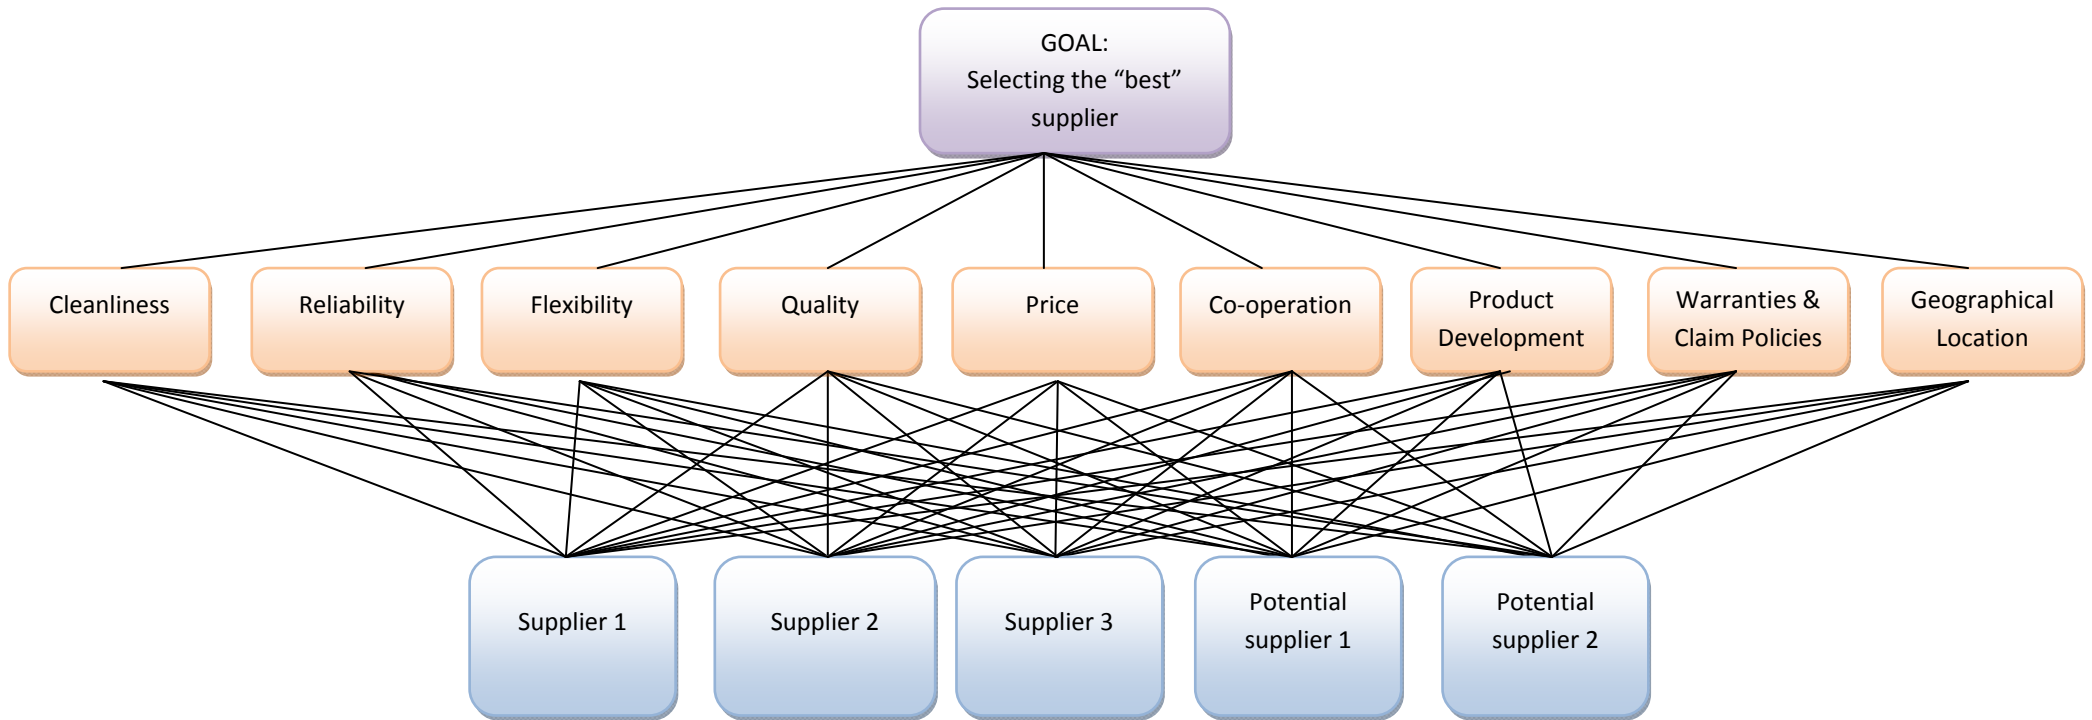 GOAL:
Selecting the “best”
supplier
Cleanliness
Reliability
Flexibility
Quality
Price
Co-operation
Product
Development
Warranties &
Claim Policies
Geographical
Location
Supplier 1
Supplier 2
Supplier 3
Potential
supplier 1
Potential
supplier 2